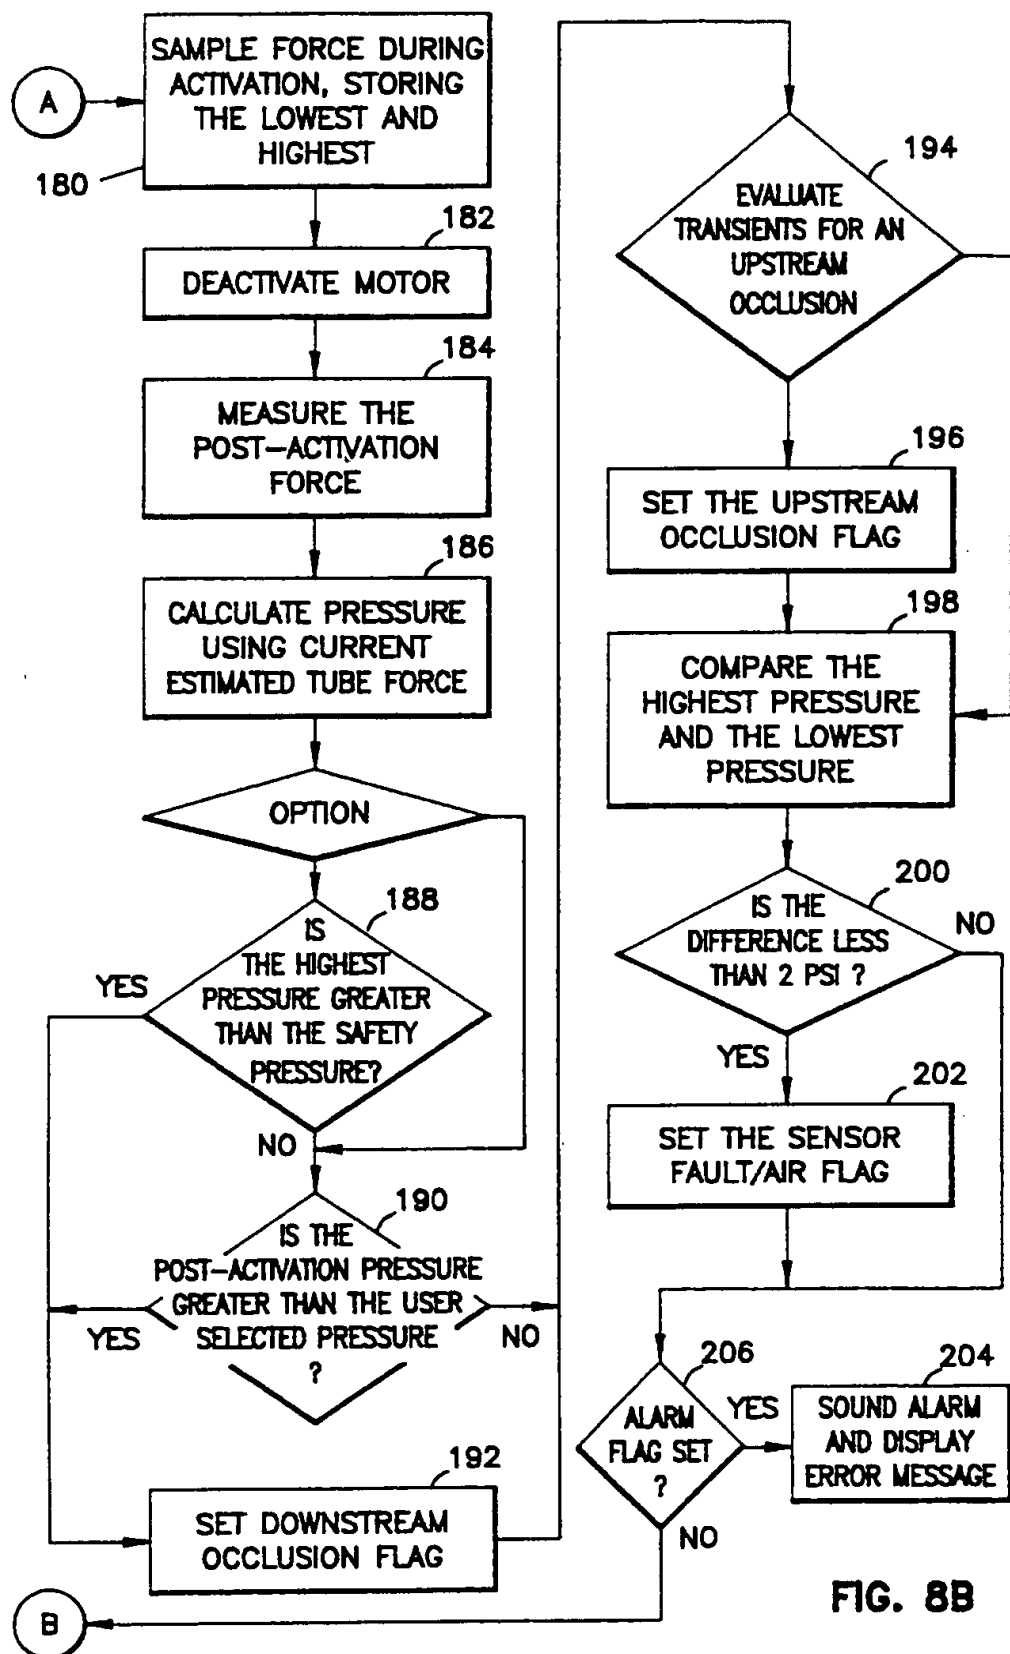 A
SAMPLE FORCE DURING
ACTIVATION, STORING
THE LOWEST AND
HIGHEST
180
182
DEACTIVATE MOTOR
184
MEASURE THE
POST-ACTIVATION
FORCE
186
CALCULATE PRESSURE
USING CURRENT
ESTIMATED TUBE FORCE
OPTION
188
IS
THE HIGHEST
PRESSURE GREATER
THAN THE SAFETY
PRESSURE?
YES
NO
190
IS THE
POST-ACTIVATION PRESSURE
GREATER THAN THE USER
SELECTED PRESSURE
?
YES
NO
192
SET DOWNSTREAM
OCCLUSION FLAG
B
194
EVALUATE
TRANSIENTS FOR AN
UPSTREAM
OCCLUSION
196
SET THE UPSTREAM
OCCLUSION FLAG
198
COMPARE THE
HIGHEST PRESSURE
AND THE LOWEST
PRESSURE
200
IS THE
DIFFERENCE LESS
THAN 2 PSI ?
NO
YES
202
SET THE SENSOR
FAULT/AIR FLAG
206
ALARM
FLAG SET
?
YES
NO
204
SOUND ALARM
AND DISPLAY
ERROR MESSAGE
FIG. 8B